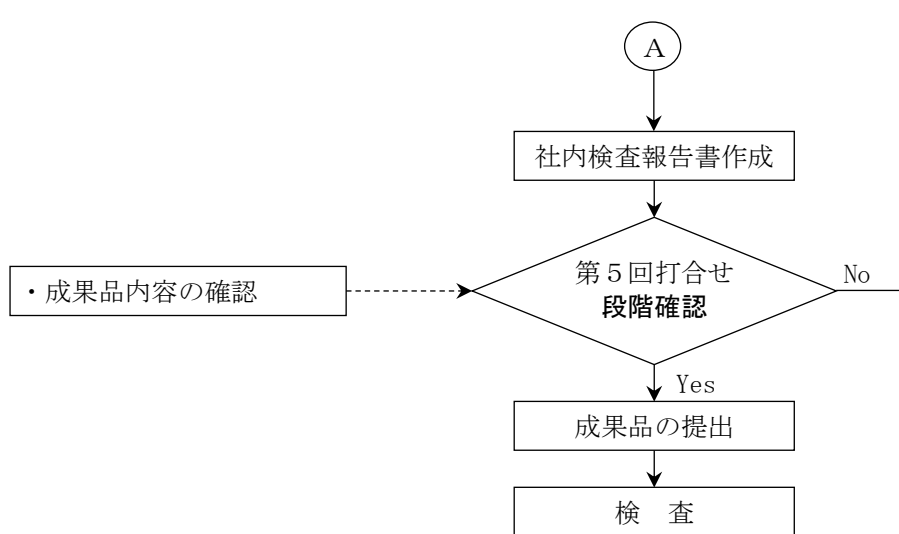 A
社内検査報告書作成
第５回打合せ
段階確認
No
・成果品内容の確認
Yes
成果品の提出
検　査